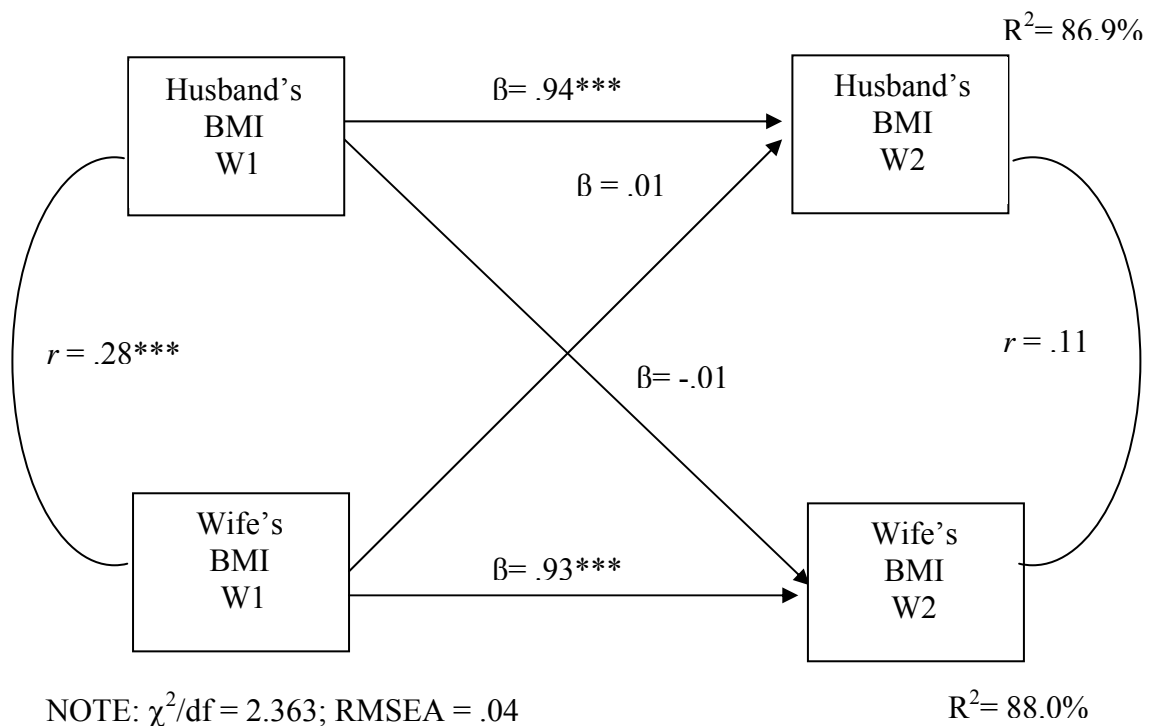 R²= 86.9%
Husband's
BMI
W1
ß= .94***
Husband's
BMI
W2
ß = .01
r = .28***
r = .11
ß= -.01
Wife's
BMI
W1
ß= .93***
Wife's
BMI
W2
NOTE: χ²/df = 2.363; RMSEA = .04
R²= 88.0%